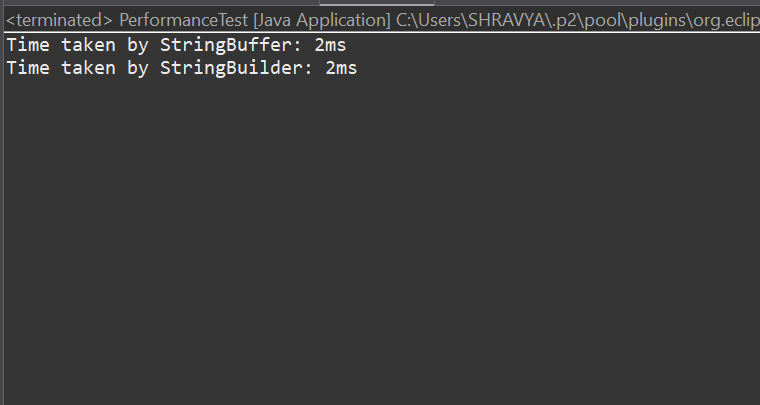 <terminated> PerformanceTest [Java Application] C:\Users\SHRAVYA\.p2\pool\plugins\org.eclip
Time taken by StringBuffer: 2ms
Time taken by StringBuilder: 2ms